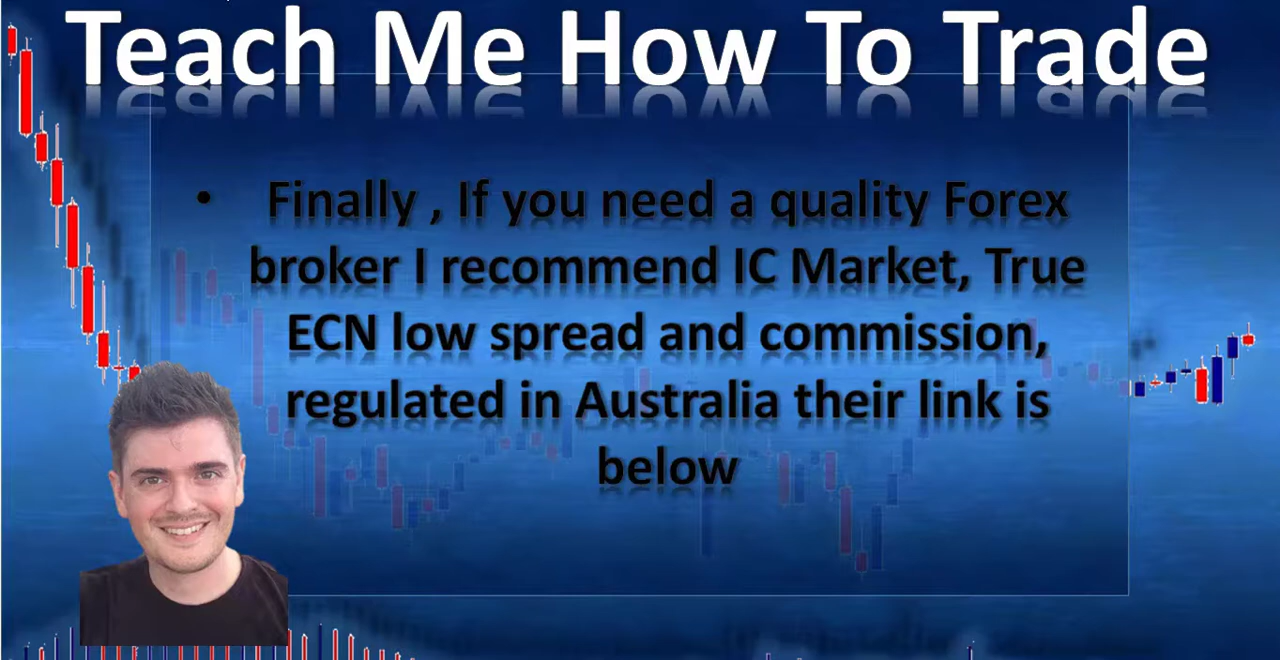 Teach Me How To Trade
• Finally , If you need a quality Forex
broker I recommend IC Market, True
ECN low spread and commission,
regulated in Australia their link is
below